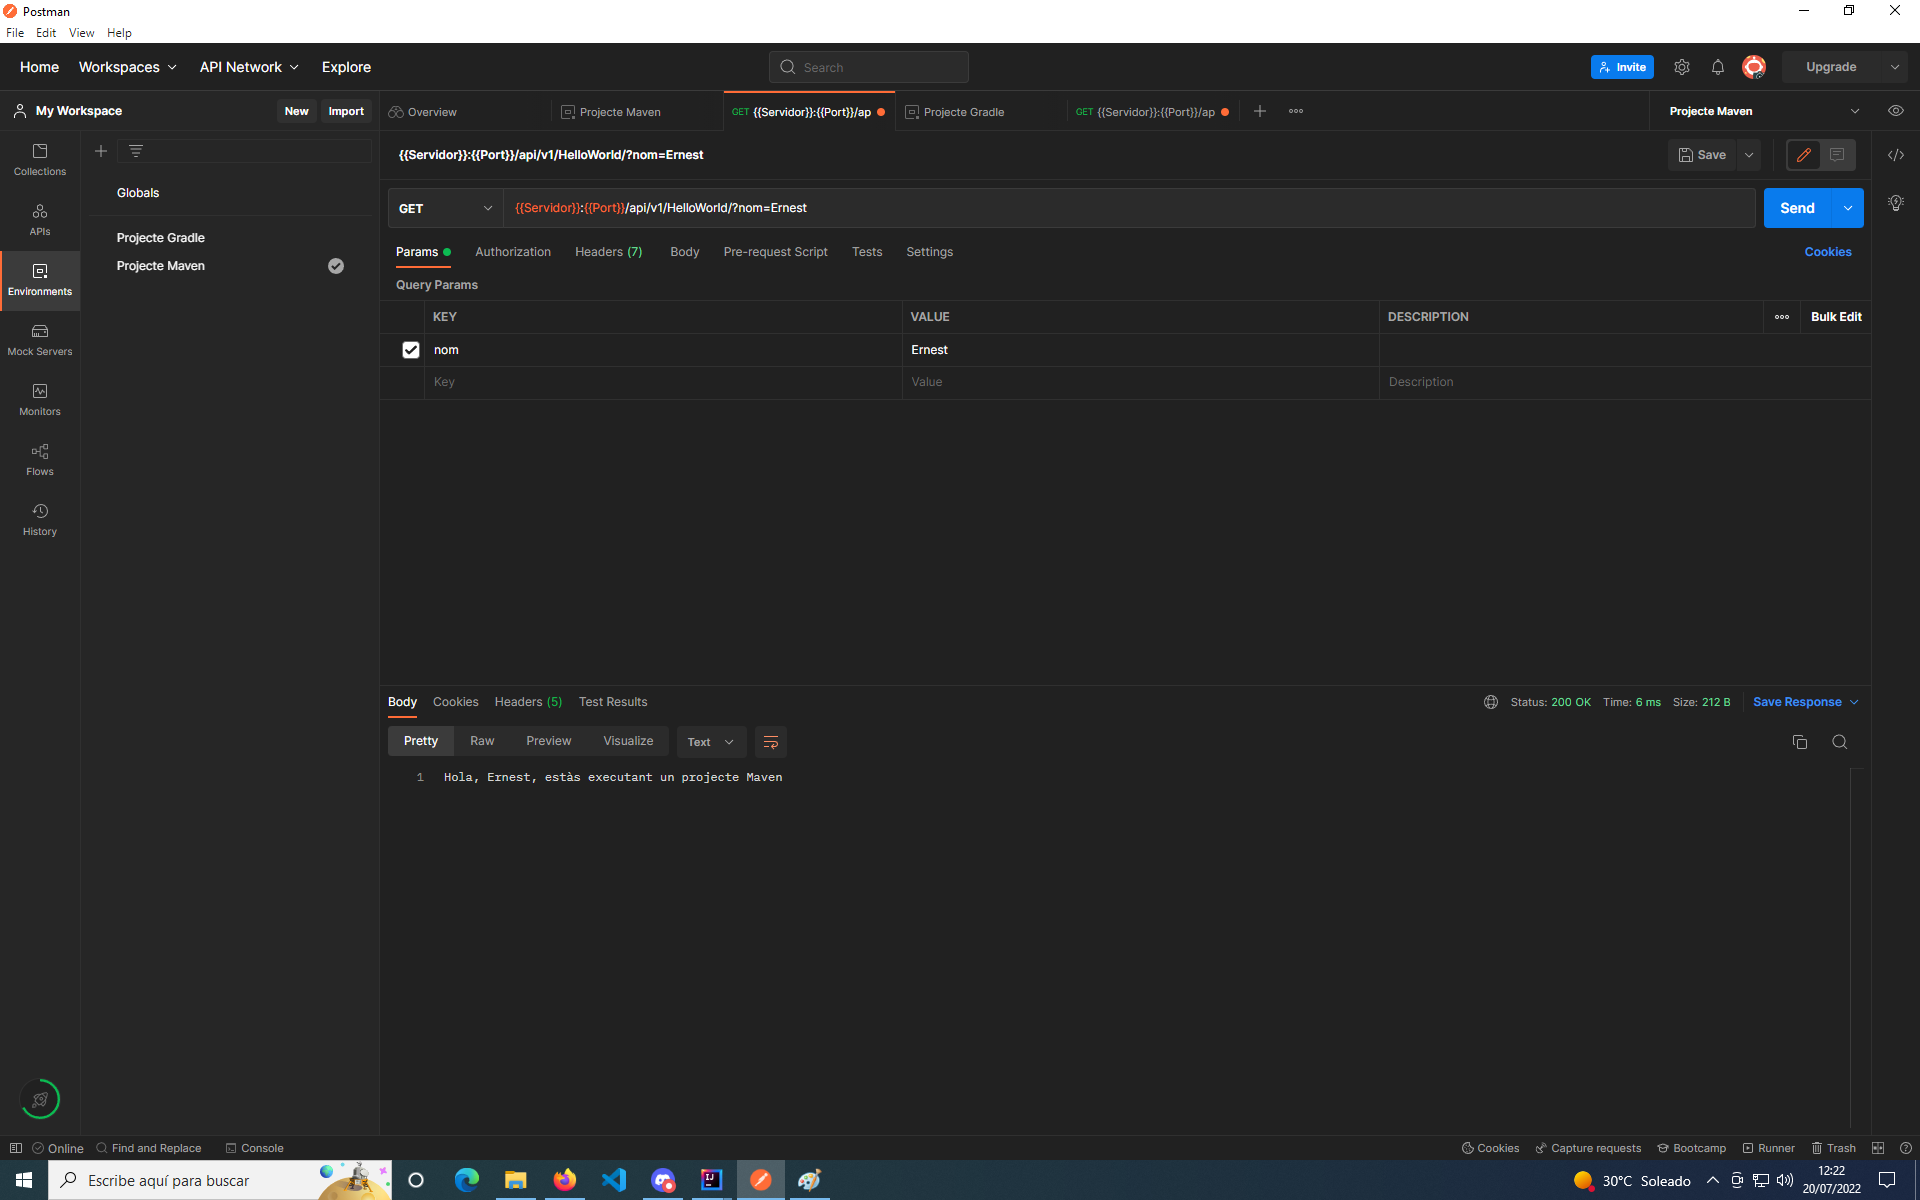 Postman
File Edit View Help
Home Workspaces API Network Explore Search Invite Upgrade
My Workspace New Import Overview Projecte Maven GET {{Servidor}}:{{Port}}/ap Projecte Gradle GET {{Servidor}}:{{Port}}/ap Projecte Maven
{{Servidor}}:{{Port}}/api/v1/HelloWorld/?nom=Ernest Save
Collections
Globals
GET {{Servidor}}:{{Port}}/api/v1/HelloWorld/?nom=Ernest Send
APIs
Projecte Gradle
Params Authorization Headers (7) Body Pre-request Script Tests Settings Cookies
Projecte Maven
Environments
Query Params
KEY VALUE DESCRIPTION Bulk Edit
nom Ernest
Mock Servers
Key Value Description
Monitors
Flows
History
Body Cookies Headers (5) Test Results Status: 200 OK Time: 6 ms Size: 212 B Save Response
Pretty Raw Preview Visualize Text
1 Hola, Ernest, estàs executant un projecte Maven
Online Find and Replace Console Cookies Capture requests Bootcamp Runner Trash
Escribe aquí para buscar 30°C Soleado 12:22
20/07/2022